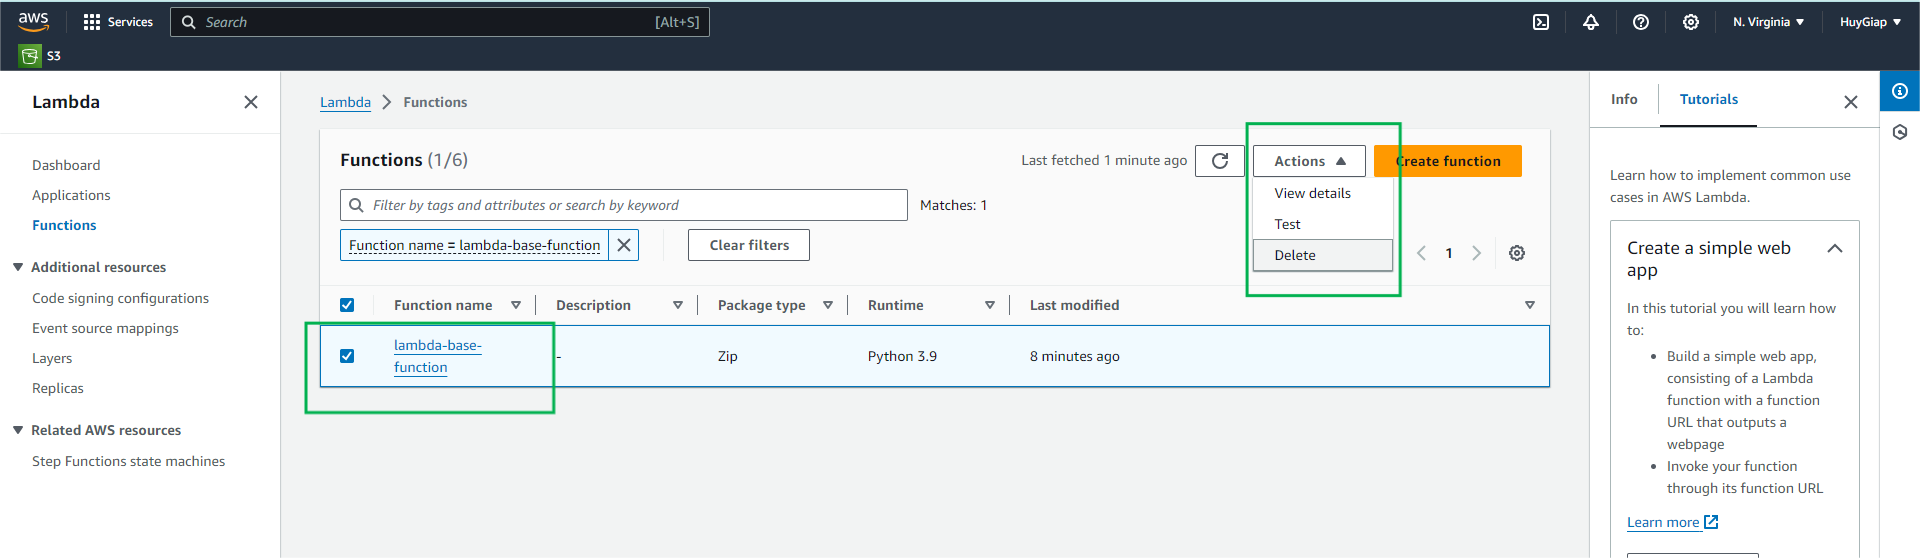 aws
Services
Search
[Alt+S]
N. Virginia
HuyGiap
S3
Lambda
Dashboard
Applications
Functions
Additional resources
Code signing configurations
Event source mappings
Layers
Replicas
Related AWS resources
Step Functions state machines
Lambda
Functions
Functions (1/6)
Last fetched 1 minute ago
Actions
Create function
View details
Test
Delete
Filter by tags and attributes or search by keyword
Matches: 1
Function name = lambda-base-function
Clear filters
1
Function name
Description
Package type
Runtime
Last modified
lambda-base-
function
-
Zip
Python 3.9
8 minutes ago
Info
Tutorials
Learn how to implement common use
cases in AWS Lambda.
Create a simple web
app
In this tutorial you will learn how
to:
• Build a simple web app,
consisting of a Lambda
function with a function
URL that outputs a
webpage
• Invoke your function
through its function URL
Learn more